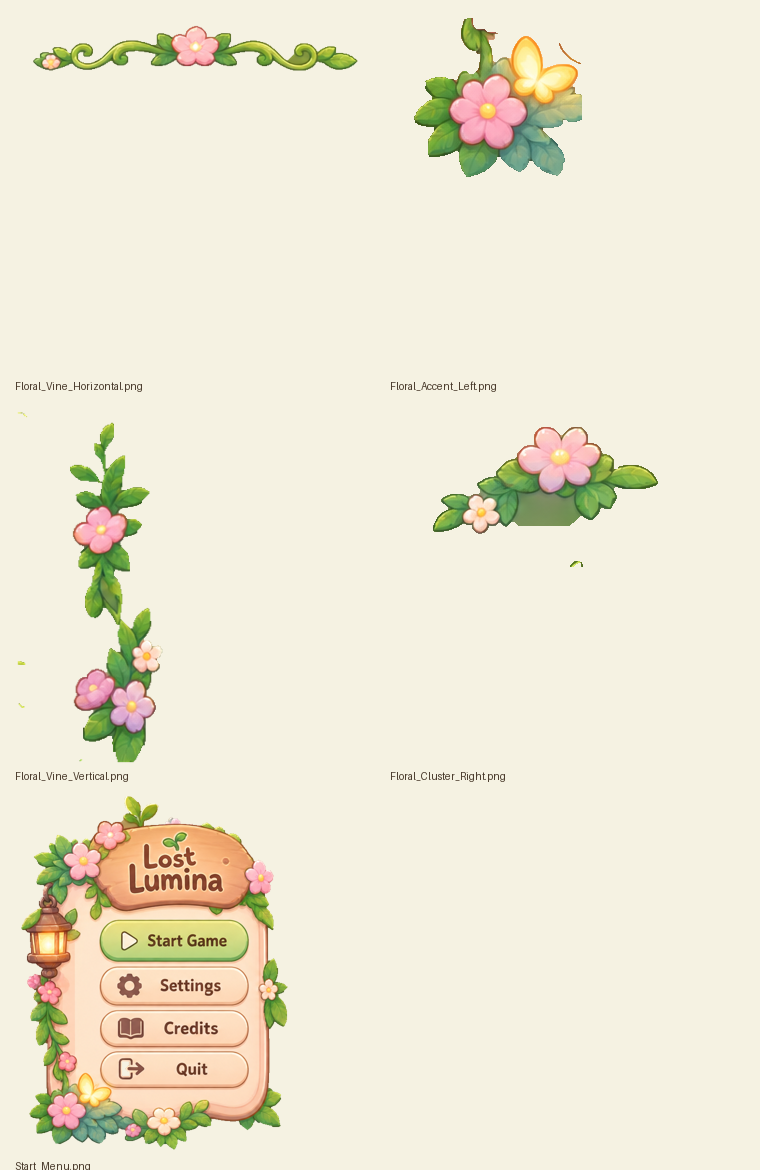 Floral_Vine_Horizontal.png
Floral_Accent_Left.png
Floral_Vine_Vertical.png
Floral_Cluster_Right.png
Lost
Lumina
Start Game
Settings
Credits
Quit
Start_Menu.png